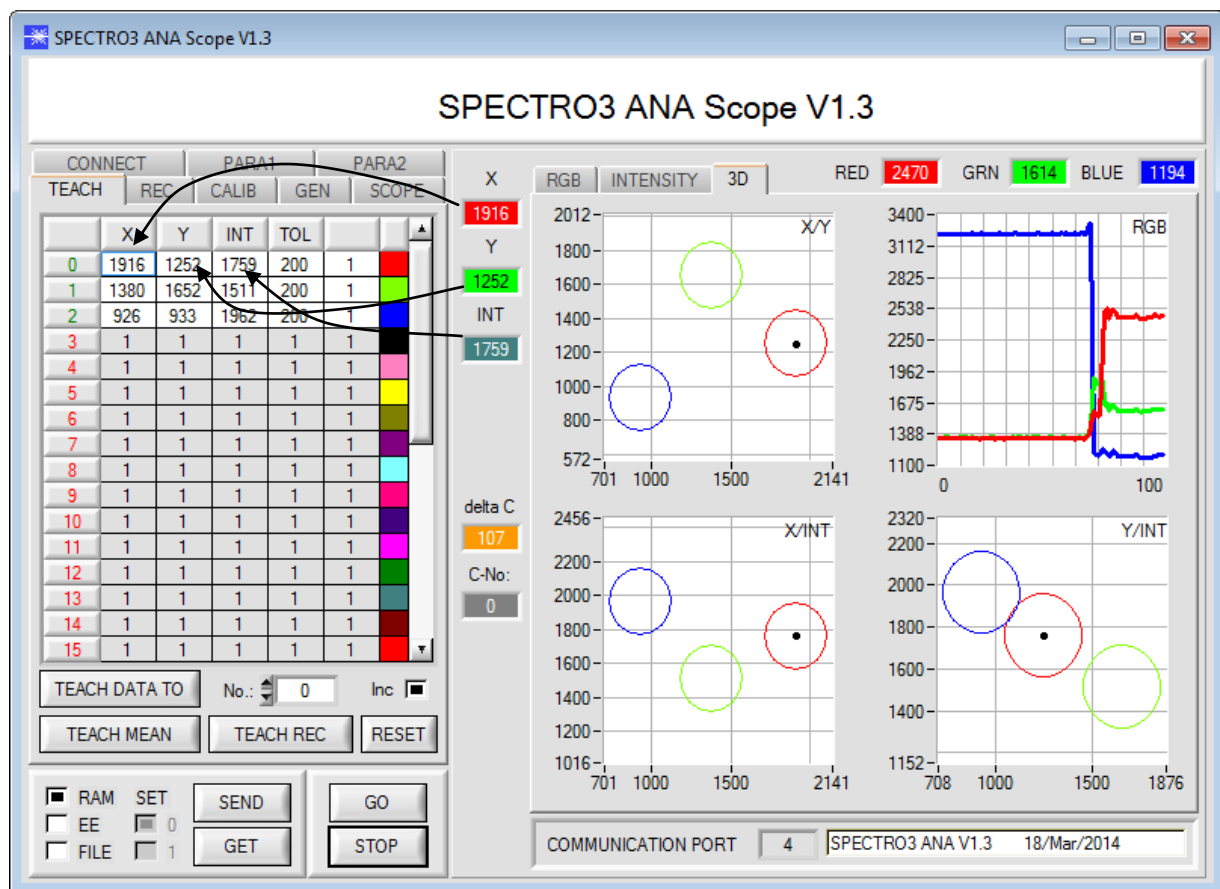 SPECTRO3 ANA Scope V1.3
SPECTRO3 ANA Scope V1.3
CONNECT PARA1 PARA2
TEACH REC CALIB GEN SCOPE
X Y INT TOL
0 1916 1252 1759 200 1
1 1380 1652 1511 200 1
2 926 933 1962 200 1
3 1 1 1 1 1
4 1 1 1 1 1
5 1 1 1 1 1
6 1 1 1 1 1
7 1 1 1 1 1
8 1 1 1 1 1
9 1 1 1 1 1
10 1 1 1 1 1
11 1 1 1 1 1
12 1 1 1 1 1
13 1 1 1 1 1
14 1 1 1 1 1
15 1 1 1 1 1
TEACH DATA TO No.: 0 Inc
TEACH MEAN TEACH REC RESET
RAM SET SEND GO
EE 0
FILE 1 GET STOP
X
1916
Y
1252
INT
1759
delta C
107
C-No:
0
RGB INTENSITY 3D RED 2470 GRN 1614 BLUE 1194
X/Y
2012
1800
1600
1400
1200
1000
800
572
701 1000 1500 2141
RGB
3400
3112
2825
2538
2250
1962
1675
1388
1100
0 100
X/INT
2456
2200
2000
1800
1600
1400
1200
1016
701 1000 1500 2141
Y/INT
2320
2200
2000
1800
1600
1400
1152
708 1000 1500 1876
COMMUNICATION PORT 4 SPECTRO3 ANA V1.3 18/Mar/2014